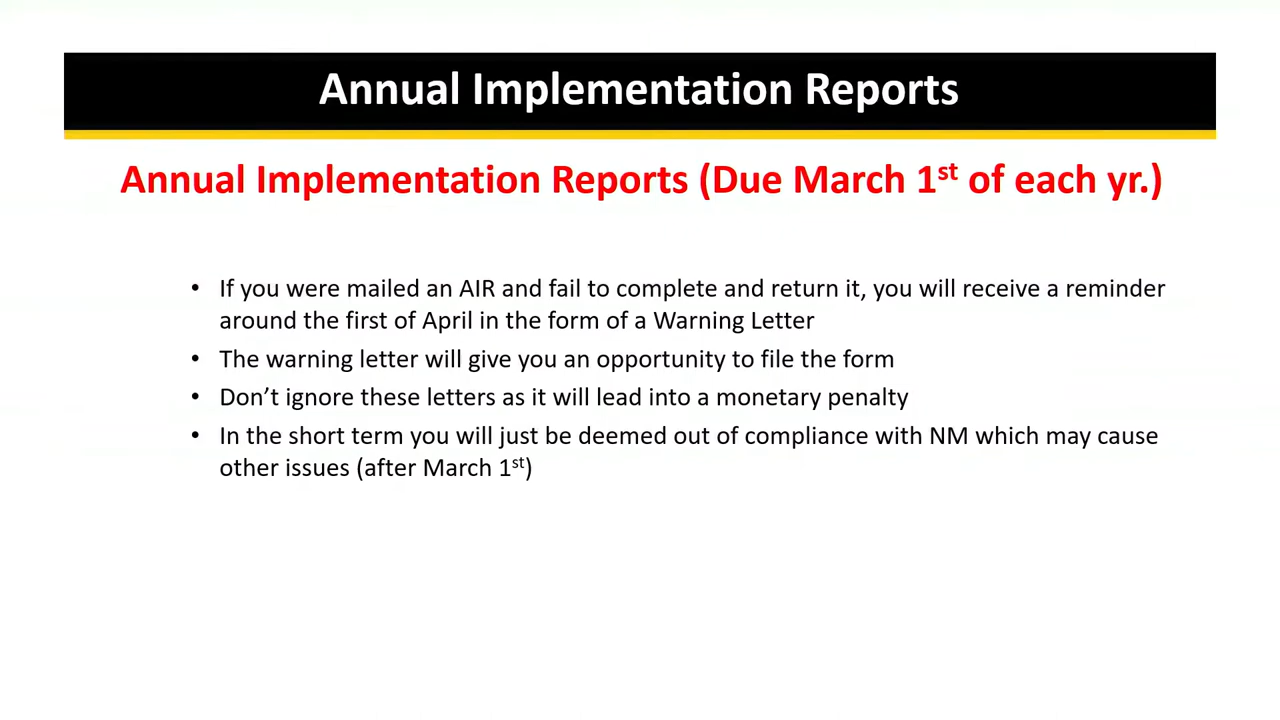 Annual Implementation Reports
Annual Implementation Reports (Due March 1st of each yr.)
• If you were mailed an AIR and fail to complete and return it, you will receive a reminder
around the first of April in the form of a Warning Letter
• The warning letter will give you an opportunity to file the form
• Don’t ignore these letters as it will lead into a monetary penalty
• In the short term you will just be deemed out of compliance with NM which may cause
other issues (after March 1st)